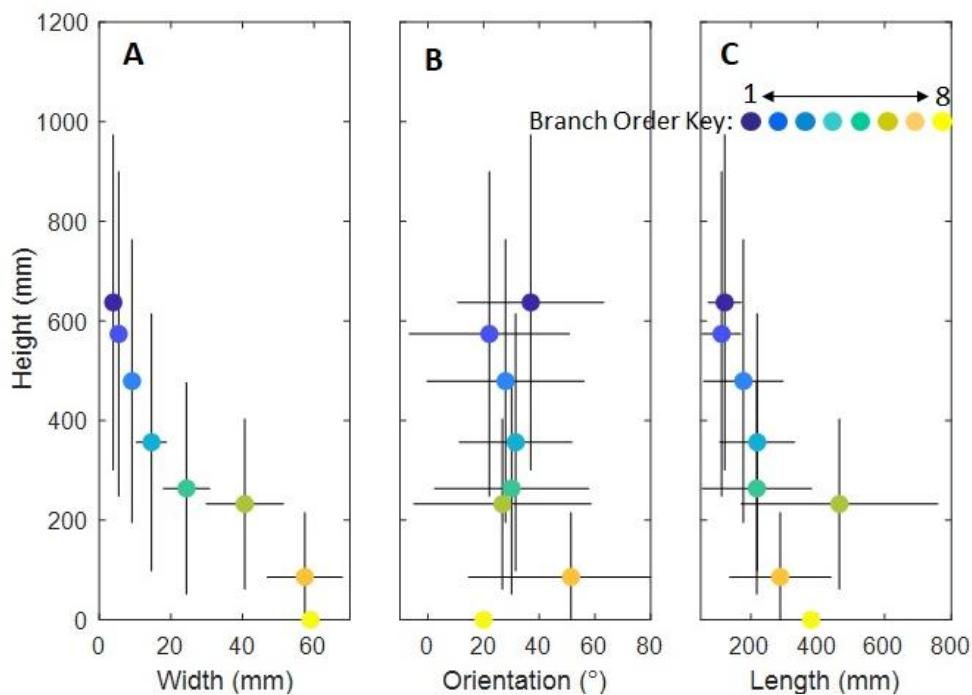 1200
A
B
C
1 8
Branch Order Key:
1000
800
600
400
200
0
Height (mm)
0 20 40 60
0 20 40 60 80
200 400 600 800
Width (mm)
Orientation (°)
Length (mm)